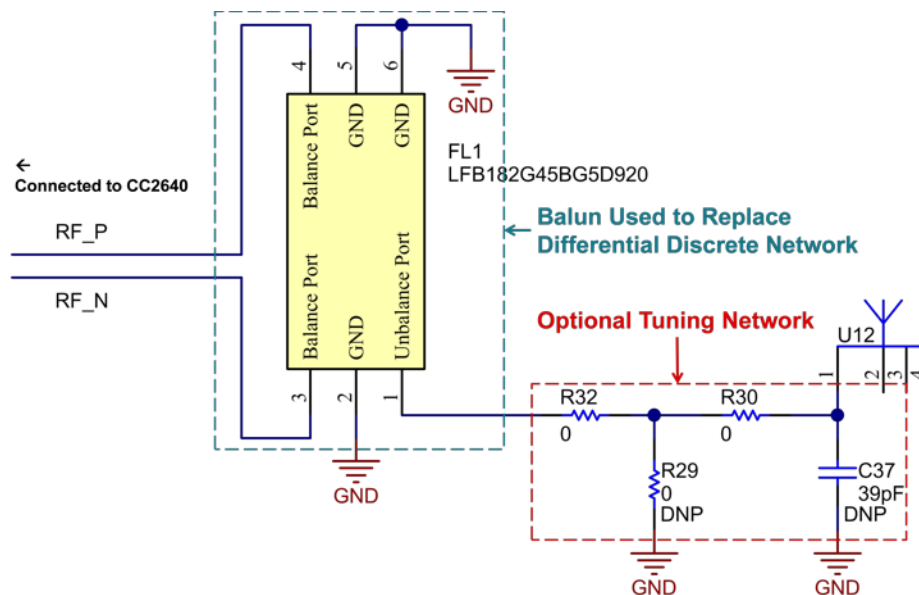 4
5
6
Balance Port
GND
GND
GND
FL1
LFB182G45BG5D920
←
Connected to CC2640
RF_P
RF_N
Balun Used to Replace
Differential Discrete Network
Balance Port
GND
Unbalance Port
3
2
1
GND
Optional Tuning Network
U12
1
2
3
4
R32
0
R30
0
R29
0
DNP
C37
39pF
DNP
GND
GND